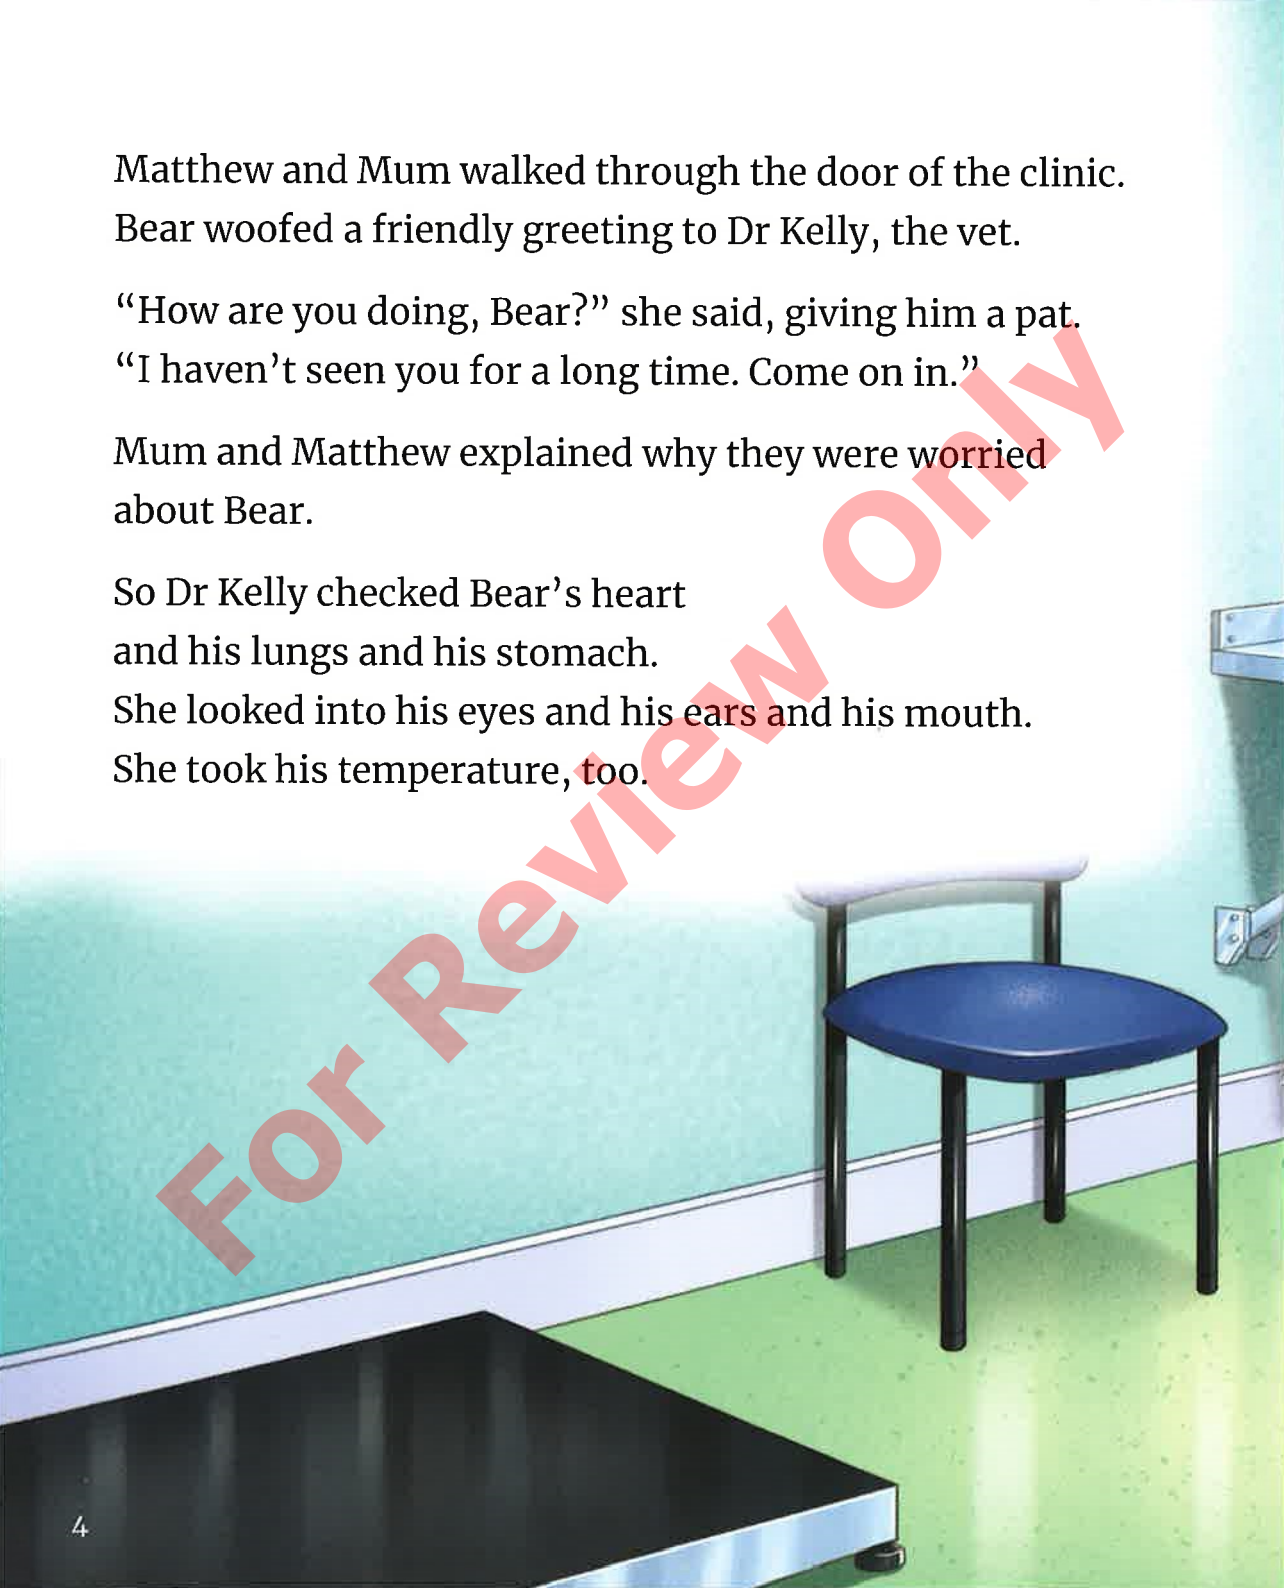 Matthew and Mum walked through the door of the clinic.
Bear woofed a friendly greeting to Dr Kelly, the vet.
“How are you doing, Bear?” she said, giving him a pat.
“I haven’t seen you for a long time. Come on in.”
Mum and Matthew explained why they were worried
about Bear.
So Dr Kelly checked Bear’s heart
and his lungs and his stomach.
She looked into his eyes and his ears and his mouth.
She took his temperature, too.
For Review Only
4